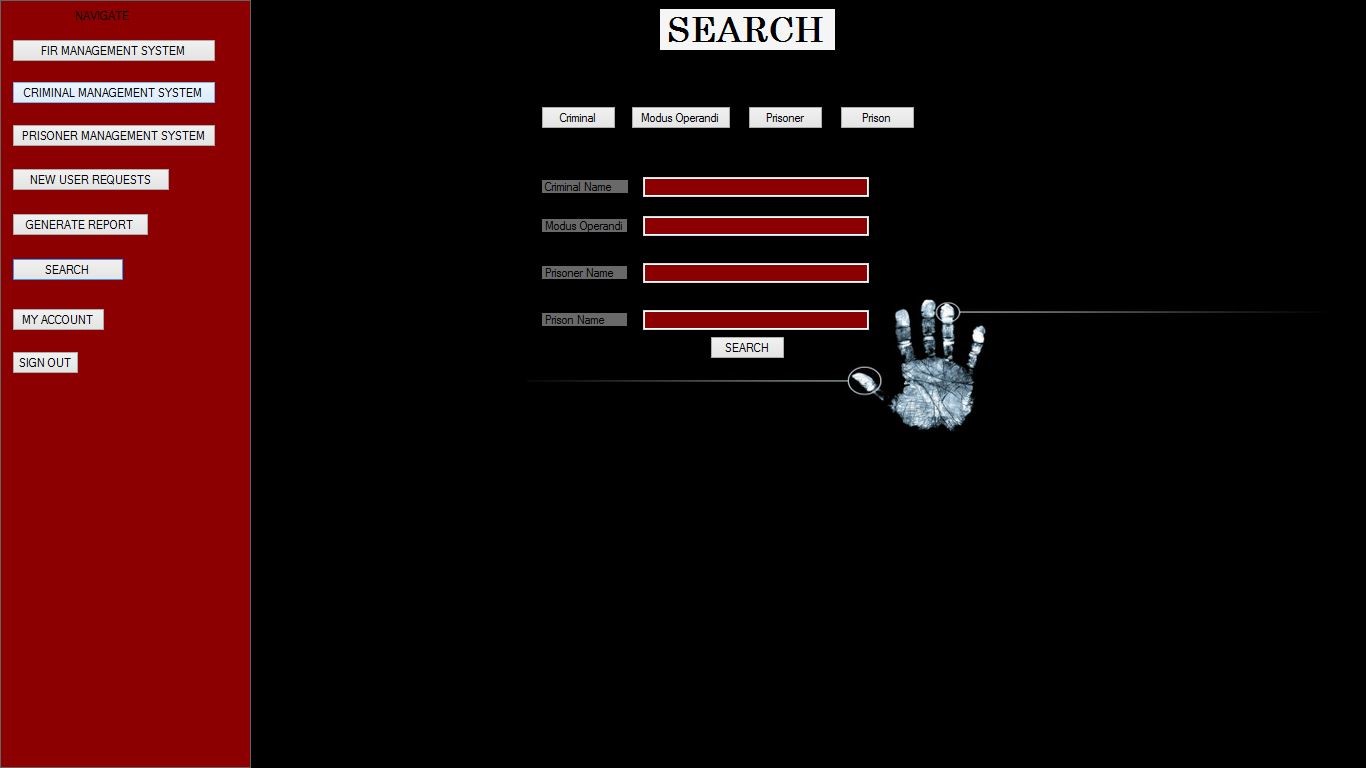 NAVIGATE
FIR MANAGEMENT SYSTEM
CRIMINAL MANAGEMENT SYSTEM
PRISONER MANAGEMENT SYSTEM
NEW USER REQUESTS
GENERATE REPORT
SEARCH
MY ACCOUNT
SIGN OUT
SEARCH
Criminal Modus Operandi Prisoner Prison
Criminal Name
Modus Operandi
Prisoner Name
Prison Name
SEARCH